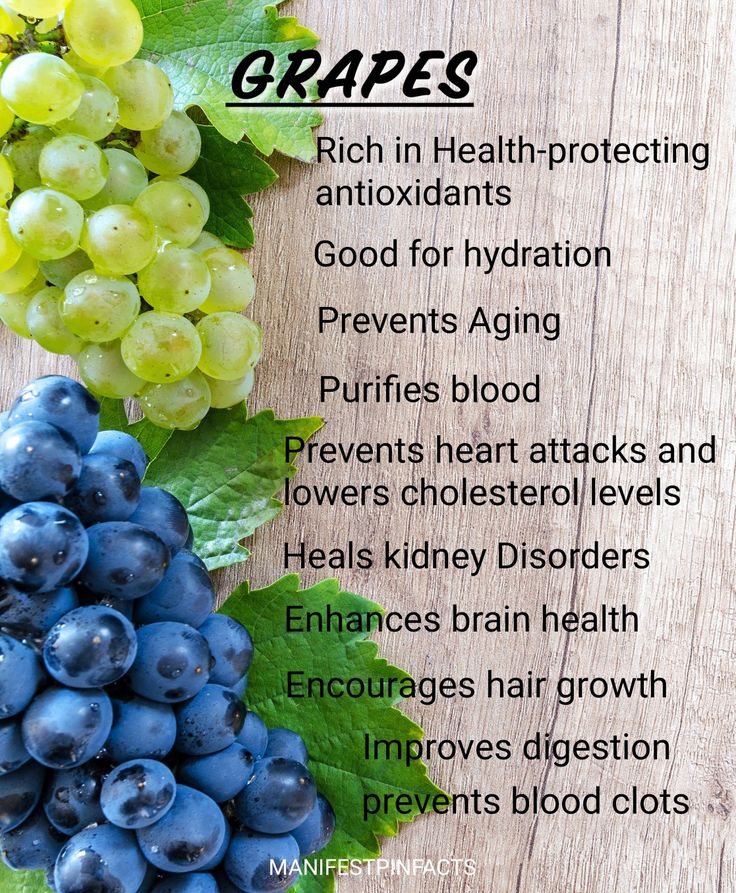 GRAPES
Rich in Health-protecting
antioxidants
Good for hydration
Prevents Aging
Purifies blood
Prevents heart attacks and
lowers cholesterol levels
Heals kidney Disorders
Enhances brain health
Encourages hair growth
Improves digestion
prevents blood clots
MANIFESTPINFACTS